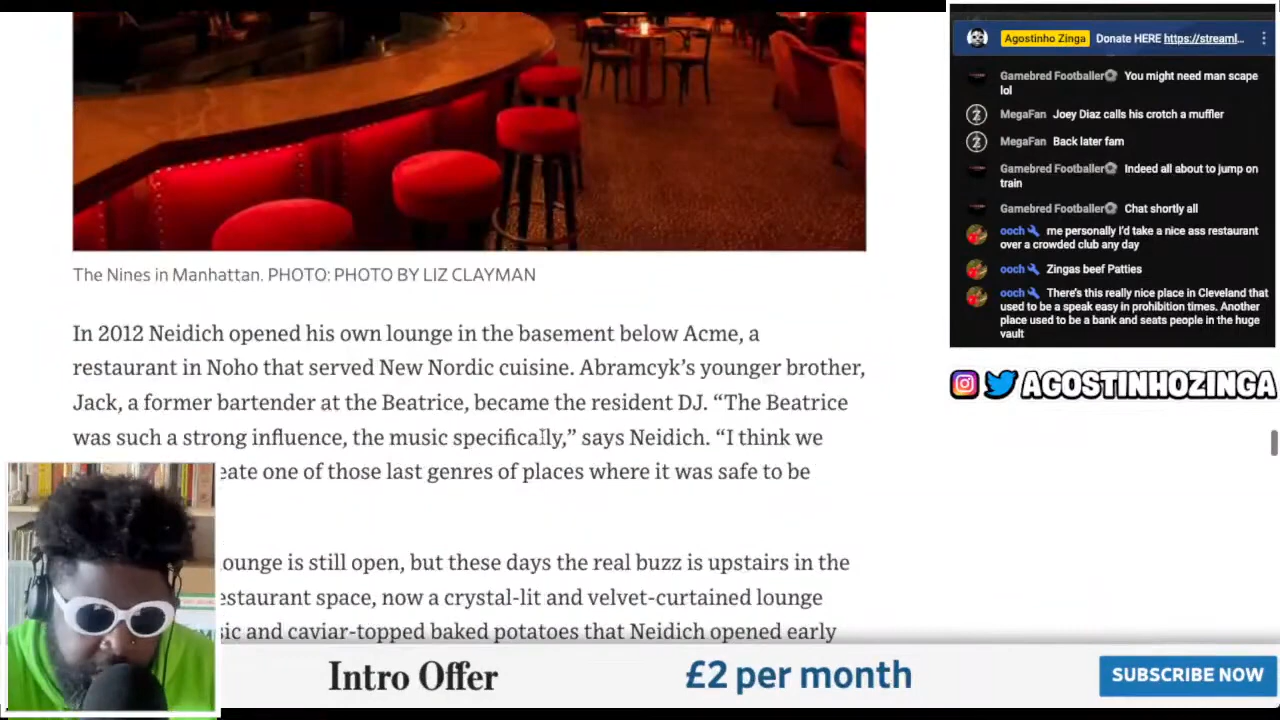 The Nines in Manhattan. PHOTO: PHOTO BY LIZ CLAYMAN
In 2012 Neidich opened his own lounge in the basement below Acme, a
restaurant in Noho that served New Nordic cuisine. Abramcyk’s younger brother,
Jack, a former bartender at the Beatrice, became the resident DJ. “The Beatrice
was such a strong influence, the music specifically,” says Neidich. “I think we
eate one of those last genres of places where it was safe to be
ounge is still open, but these days the real buzz is upstairs in the
estaurant space, now a crystal-lit and velvet-curtained lounge
sic and caviar-topped baked potatoes that Neidich opened early
Intro Offer
£2 per month
SUBSCRIBE NOW
Agostinho Zinga Donate HERE https://streaml...
Gamebred Footballer You might need man scape
lol
MegaFan Joey Diaz calls his crotch a muffler
MegaFan Back later fam
Gamebred Footballer Indeed all about to jump on
train
Gamebred Footballer Chat shortly all
ooch me personally I'd take a nice ass restaurant
over a crowded club any day
ooch Zingas beef Patties
ooch There's this really nice place in Cleveland that
used to be a speak easy in prohibition times. Another
place used to be a bank and seats people in the huge
vault
AGOSTINHOZINGA